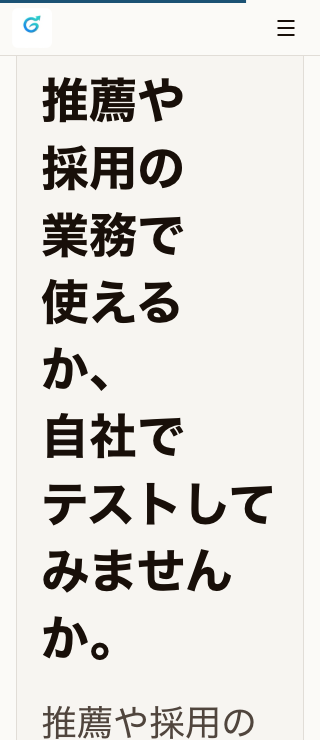 推薦や
採用の
業務で
使える
か、
自社で
テストして
みません
か。
推薦や採用の